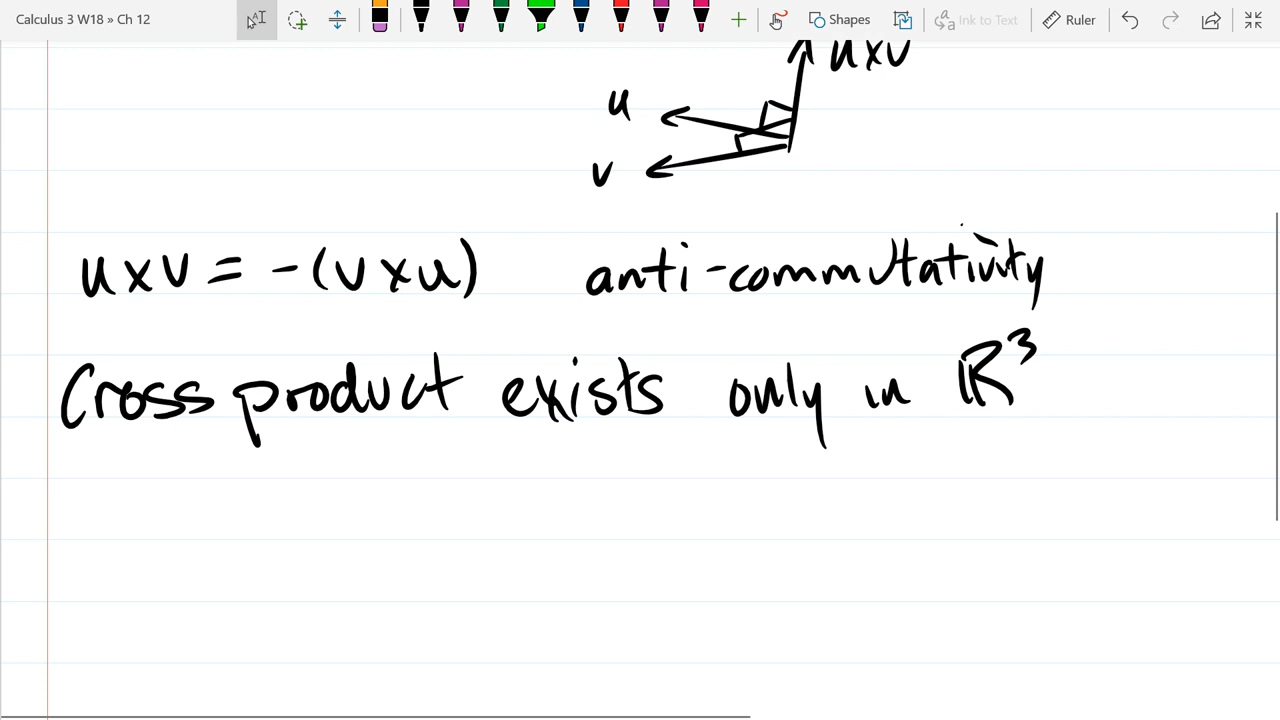 Calculus 3 W18 » Ch 12
Shapes
Ink to Text
Ruler
u×v
u
v
u×v = -(v×u) anti-commutativity
Cross product exists only in ℝ³